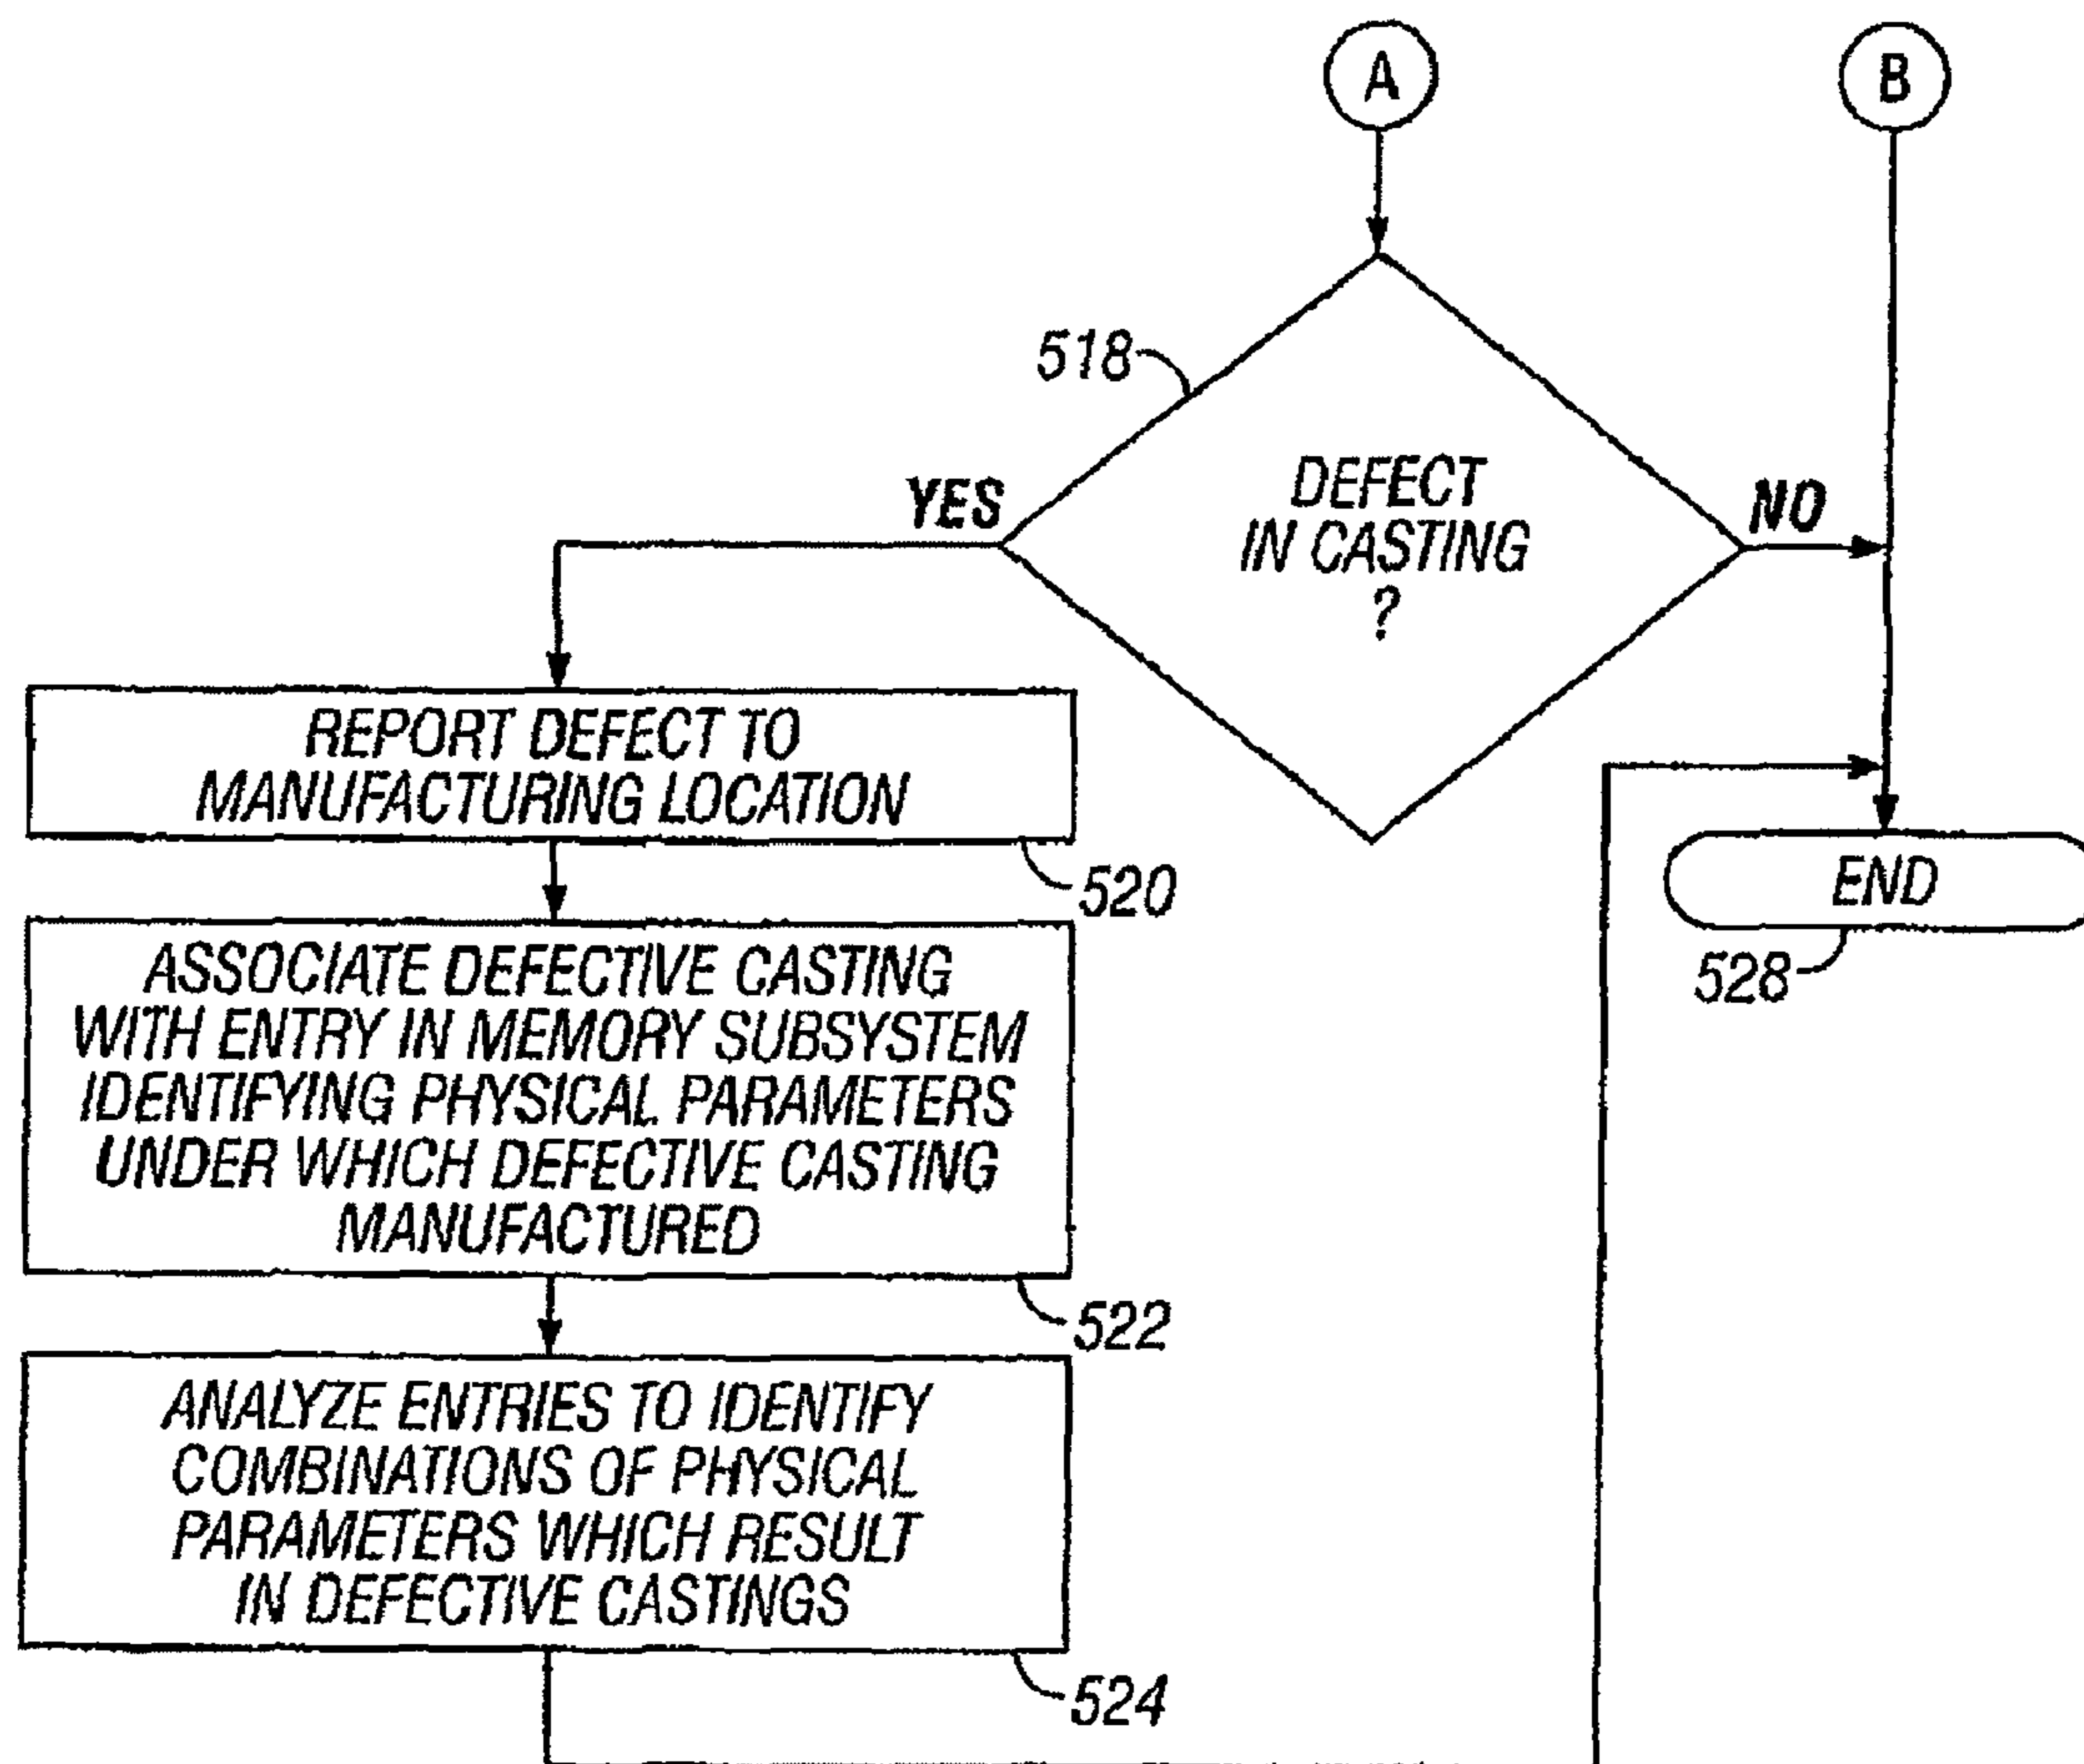 A
B
518
DEFECT
IN CASTING
?
YES
NO
REPORT DEFECT TO
MANUFACTURING LOCATION
520
END
528
ASSOCIATE DEFECTIVE CASTING
WITH ENTRY IN MEMORY SUBSYSTEM
IDENTIFYING PHYSICAL PARAMETERS
UNDER WHICH DEFECTIVE CASTING
MANUFACTURED
522
ANALYZE ENTRIES TO IDENTIFY
COMBINATIONS OF PHYSICAL
PARAMETERS WHICH RESULT
IN DEFECTIVE CASTINGS
524